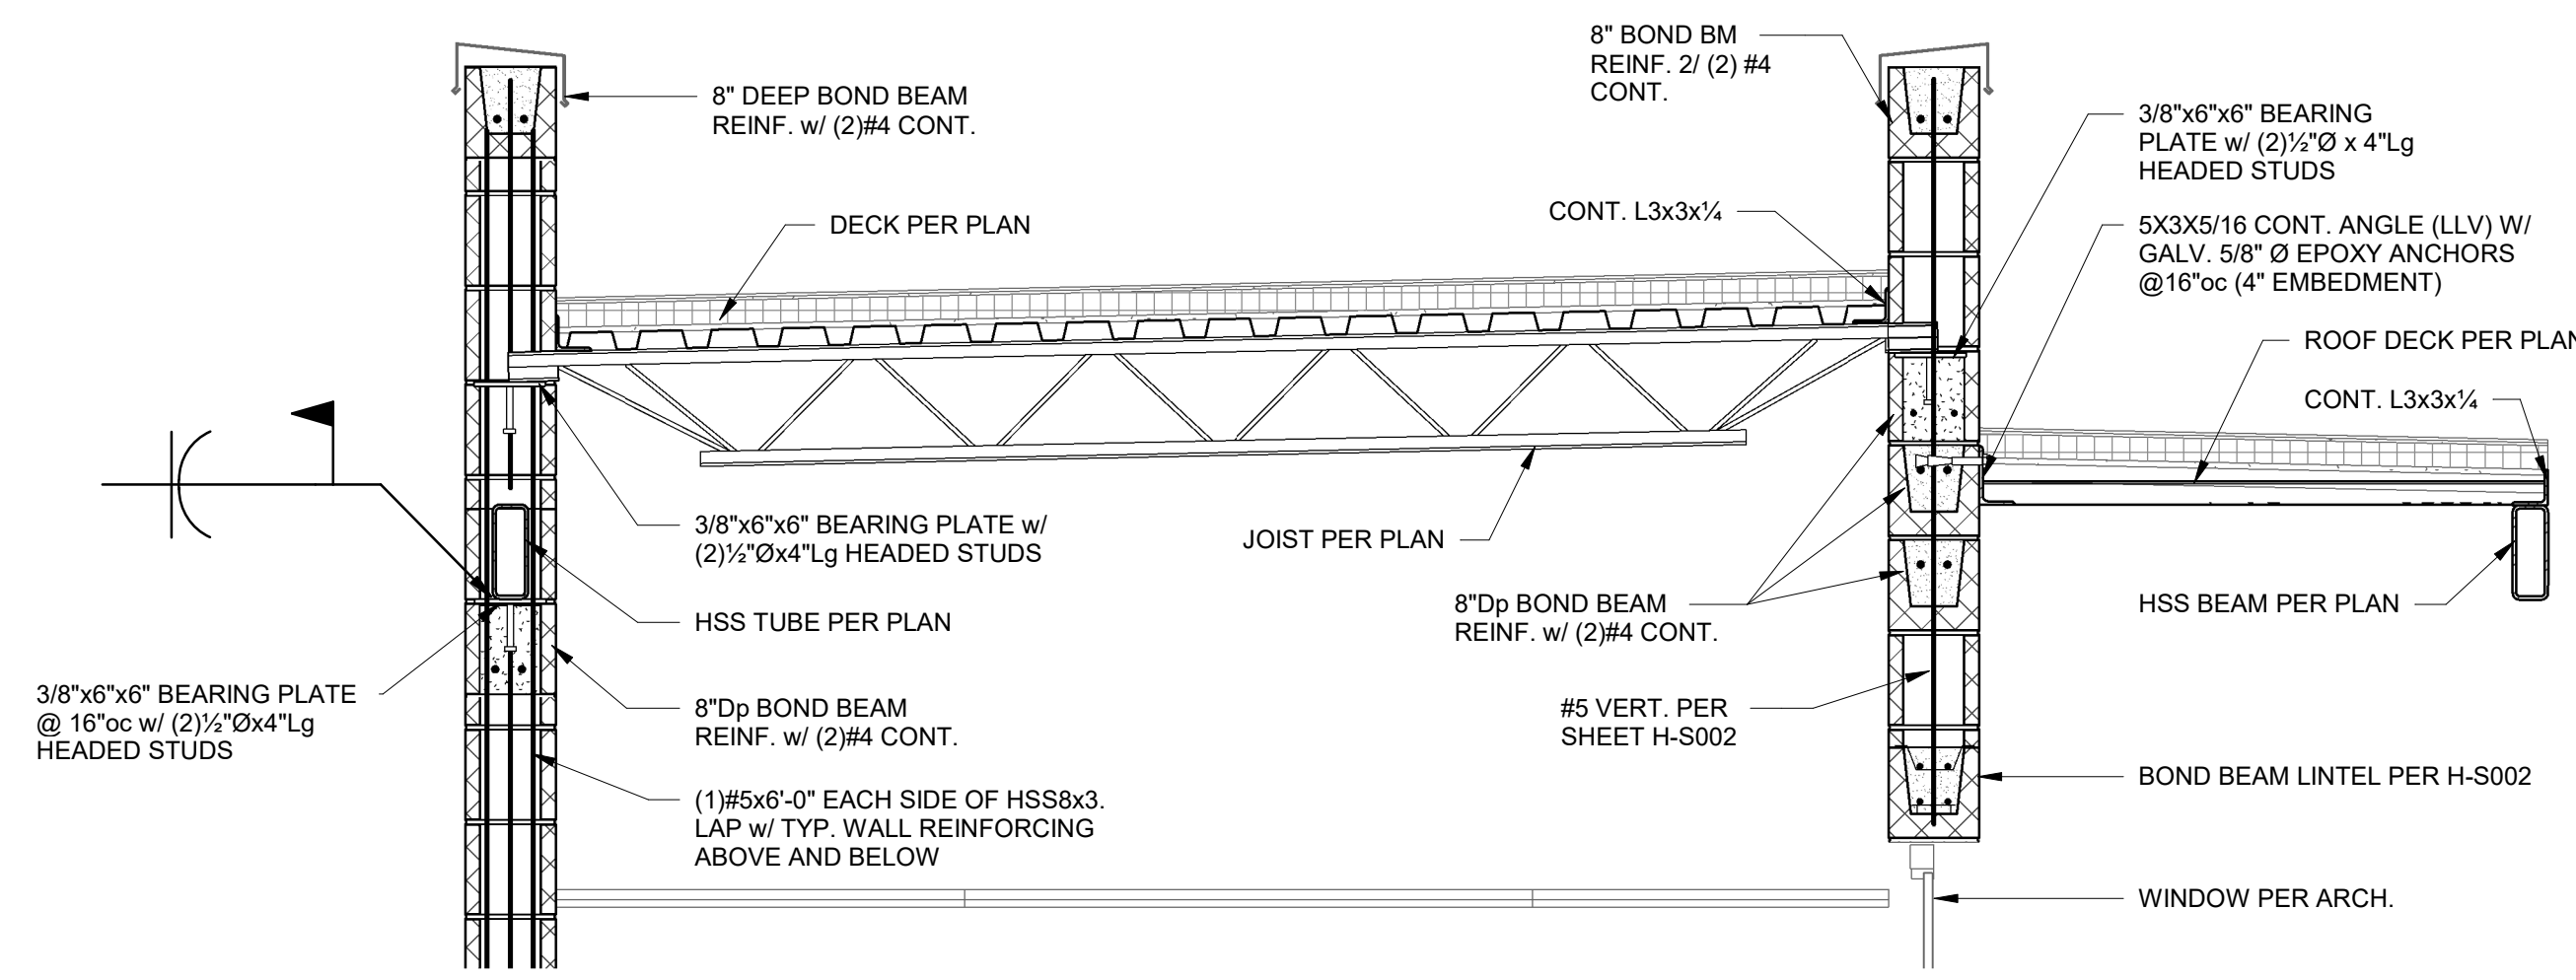 8" DEEP BOND BEAM
REINF. w/ (2)#4 CONT.
DECK PER PLAN
3/8"x6"x6" BEARING PLATE w/
(2)½"Øx4"Lg HEADED STUDS
HSS TUBE PER PLAN
3/8"x6"x6" BEARING PLATE
@ 16"oc w/ (2)½"Øx4"Lg
HEADED STUDS
8"Dp BOND BEAM
REINF. w/ (2)#4 CONT.
(1)#5x6'-0" EACH SIDE OF HSS8x3.
LAP w/ TYP. WALL REINFORCING
ABOVE AND BELOW
8" BOND BM
REINF. 2/ (2) #4
CONT.
CONT. L3x3x¼
JOIST PER PLAN
8"Dp BOND BEAM
REINF. w/ (2)#4 CONT.
#5 VERT. PER
SHEET H-S002
3/8"x6"x6" BEARING
PLATE w/ (2)½"Ø x 4"Lg
HEADED STUDS
5X3X5/16 CONT. ANGLE (LLV) W/
GALV. 5/8" Ø EPOXY ANCHORS
@16"oc (4" EMBEDMENT)
ROOF DECK PER PLAN
CONT. L3x3x¼
HSS BEAM PER PLAN
BOND BEAM LINTEL PER H-S002
WINDOW PER ARCH.